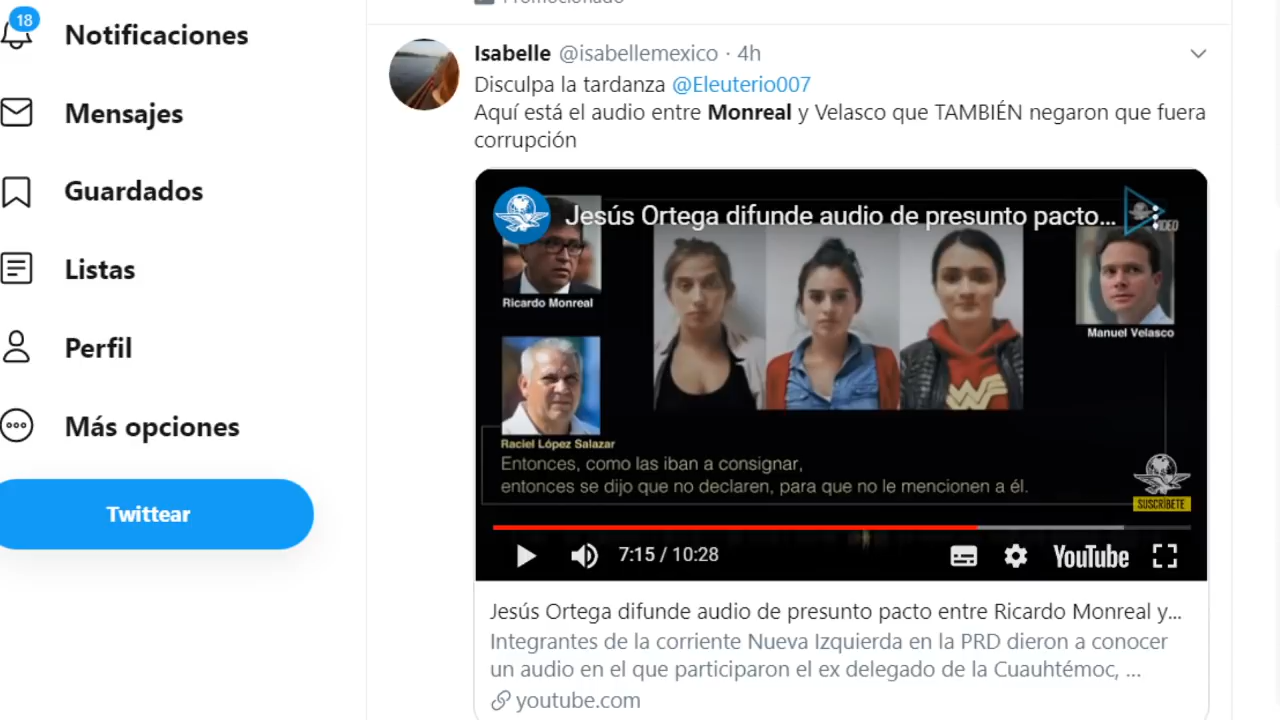 Promocionado
18
Notificaciones
Mensajes
Guardados
Listas
Perfil
Más opciones
Twittear
Isabelle @isabellemexico · 4h
Disculpa la tardanza @Eleuterio007
Aquí está el audio entre Monreal y Velasco que TAMBIÉN negaron que fuera
corrupción
Jesús Ortega difunde audio de presunto pacto...
Ricardo Monreal
Manuel Velasco
Raciel López Salazar
Entonces, como las iban a consignar,
entonces se dijo que no declaren, para que no le mencionen a él.
SUSCRÍBETE
7:15 / 10:28
YouTube
Jesús Ortega difunde audio de presunto pacto entre Ricardo Monreal y...
Integrantes de la corriente Nueva Izquierda en la PRD dieron a conocer
un audio en el que participaron el ex delegado de la Cuauhtémoc, ...
youtube.com